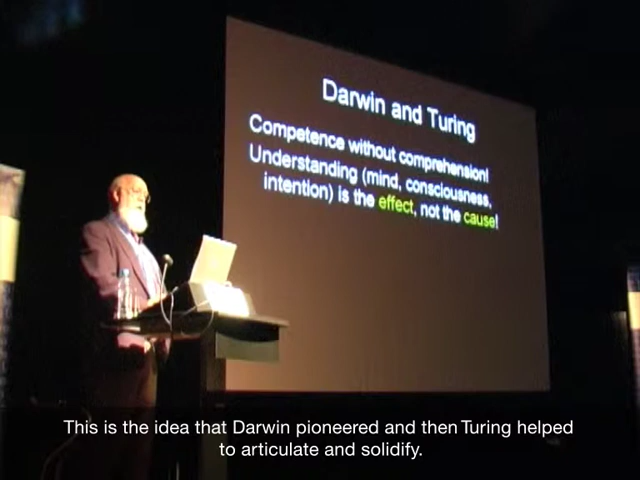 Darwin and Turing
Competence without comprehension!
Understanding (mind, consciousness,
intention) is the effect, not the cause!
This is the idea that Darwin pioneered and then Turing helped
to articulate and solidify.